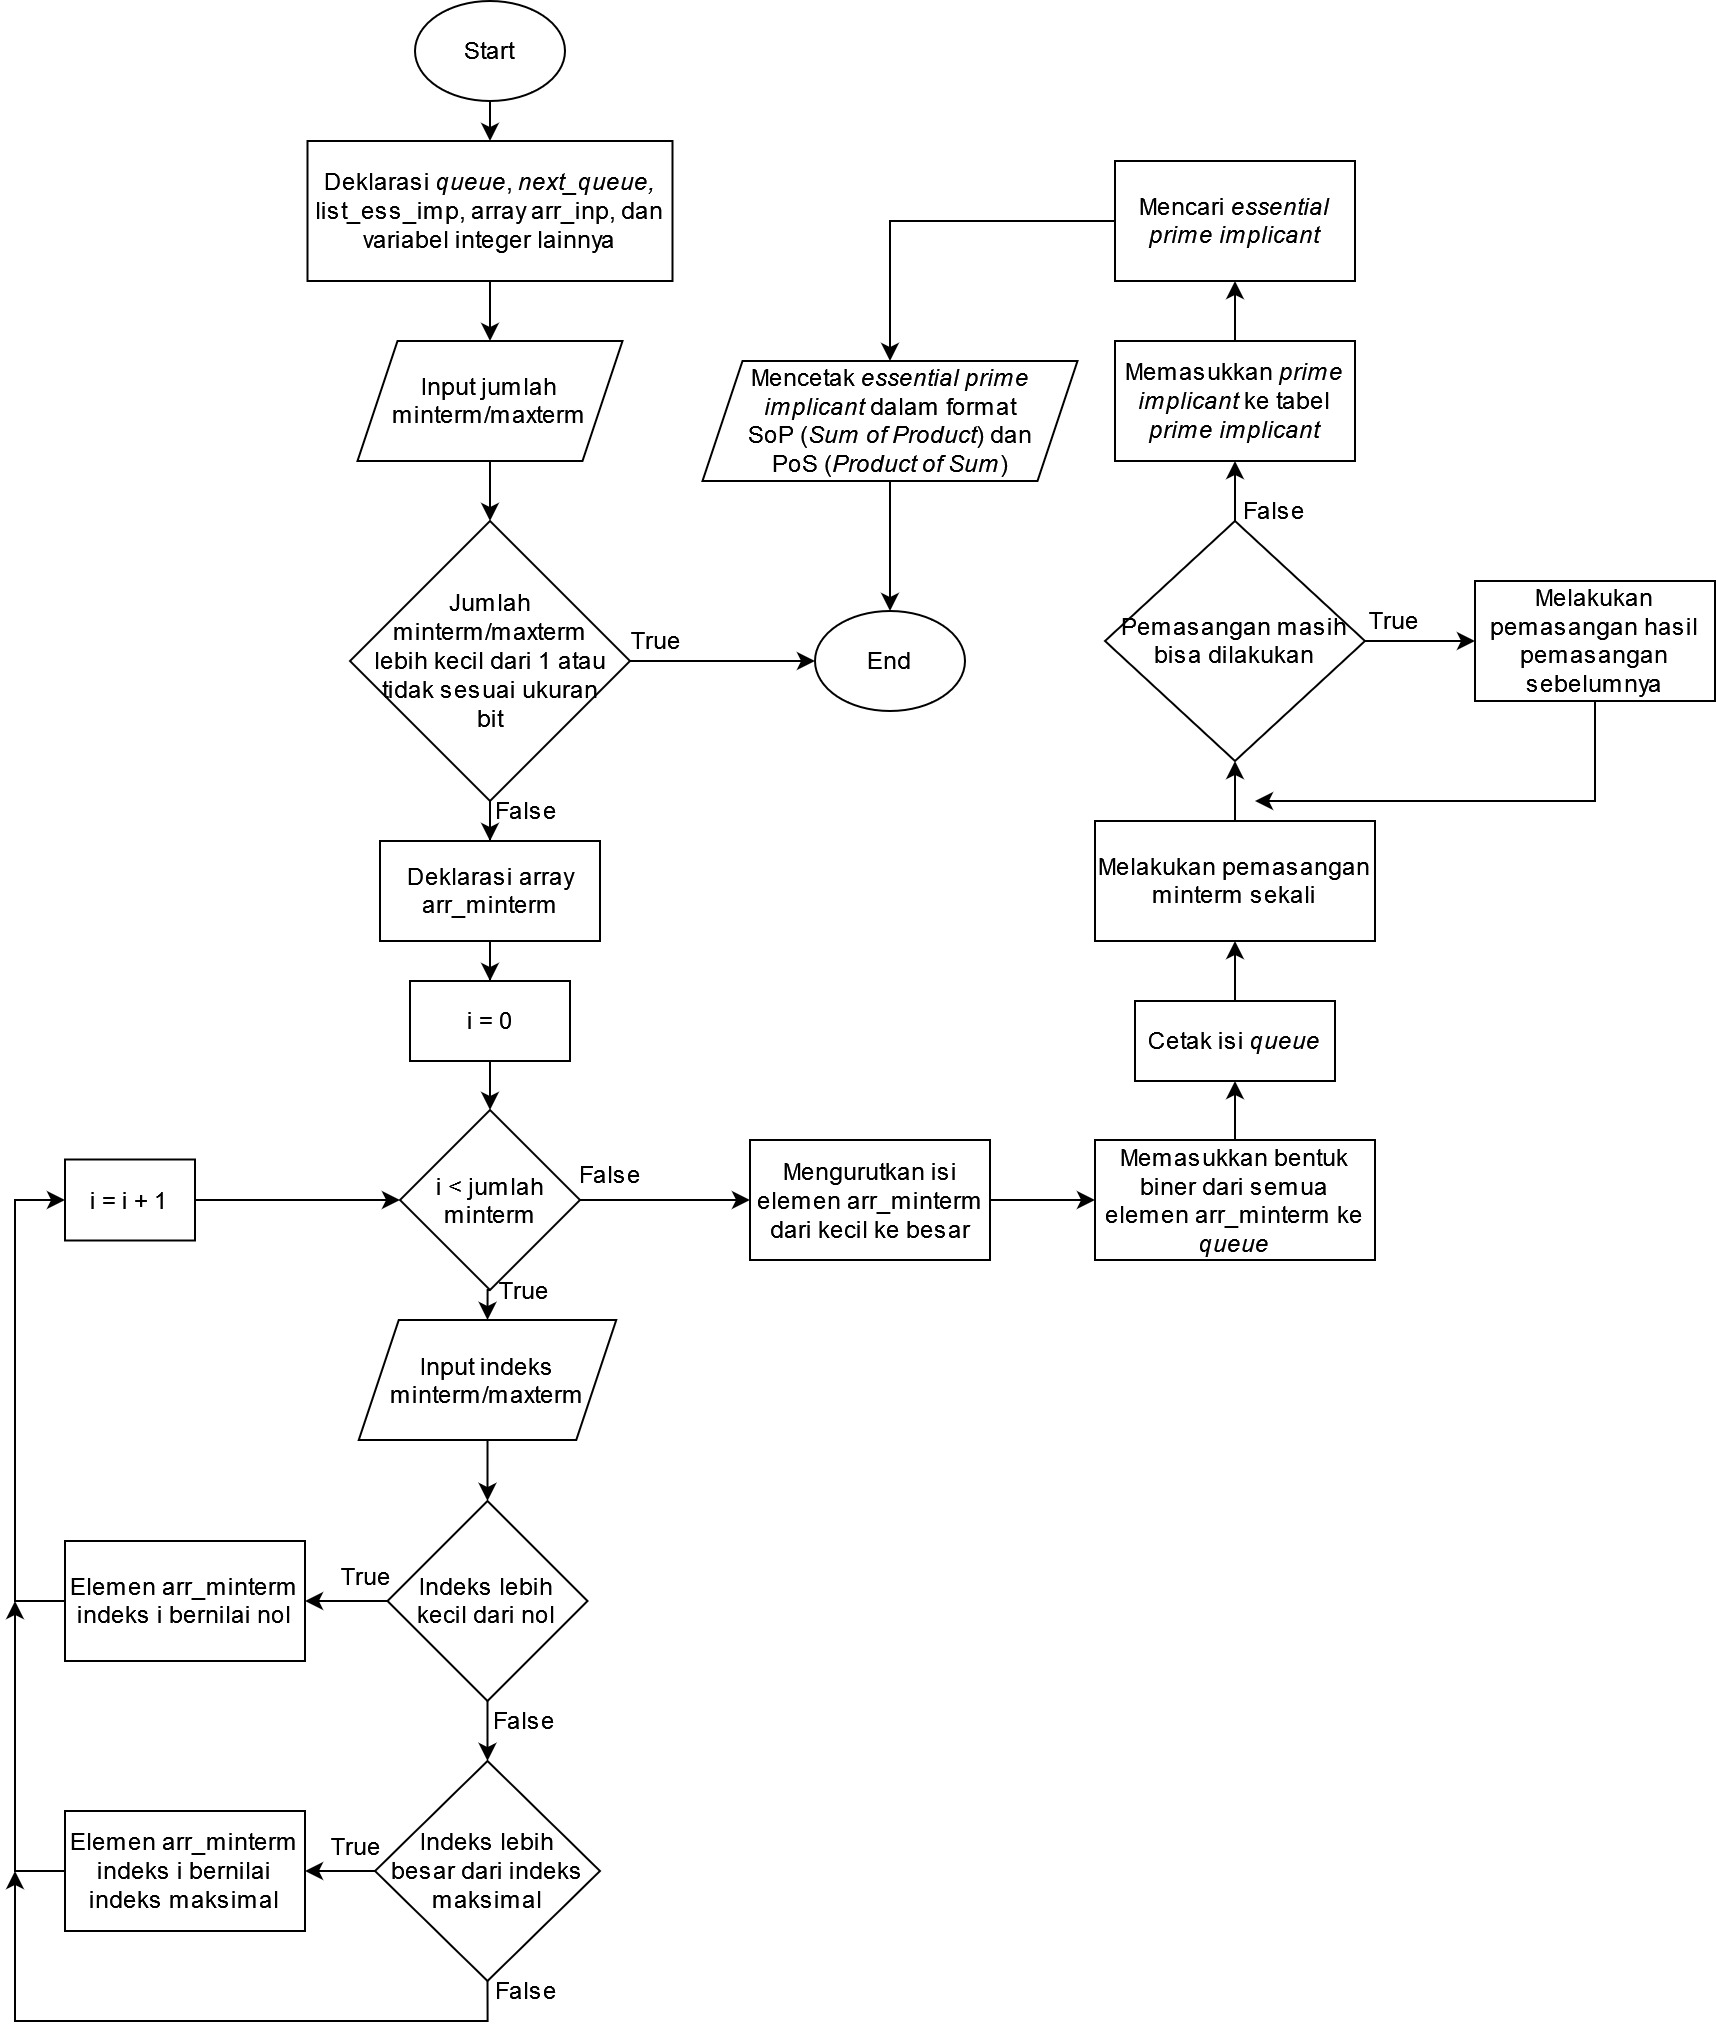 Start
Deklarasi queue, next_queue,
list_ess_imp, array arr_inp, dan
variabel integer lainnya
Input jumlah
minterm/maxterm
Jumlah
minterm/maxterm
lebih kecil dari 1 atau
tidak sesuai ukuran
bit
True
False
Deklarasi array
arr_minterm
i = 0
i = i + 1
i < jumlah
minterm
False
True
Input indeks
minterm/maxterm
Indeks lebih
kecil dari nol
True
Elemen arr_minterm
indeks i bernilai nol
False
Indeks lebih
besar dari indeks
maksimal
True
Elemen arr_minterm
indeks i bernilai
indeks maksimal
False
Mengurutkan isi
elemen arr_minterm
dari kecil ke besar
Memasukkan bentuk
biner dari semua
elemen arr_minterm ke
queue
Cetak isi queue
Melakukan pemasangan
minterm sekali
Pemasangan masih
bisa dilakukan
True
Melakukan
pemasangan hasil
pemasangan
sebelumnya
False
Memasukkan prime
implicant ke tabel
prime implicant
Mencari essential
prime implicant
Mencetak essential prime
implicant dalam format
SoP (Sum of Product) dan
PoS (Product of Sum)
End